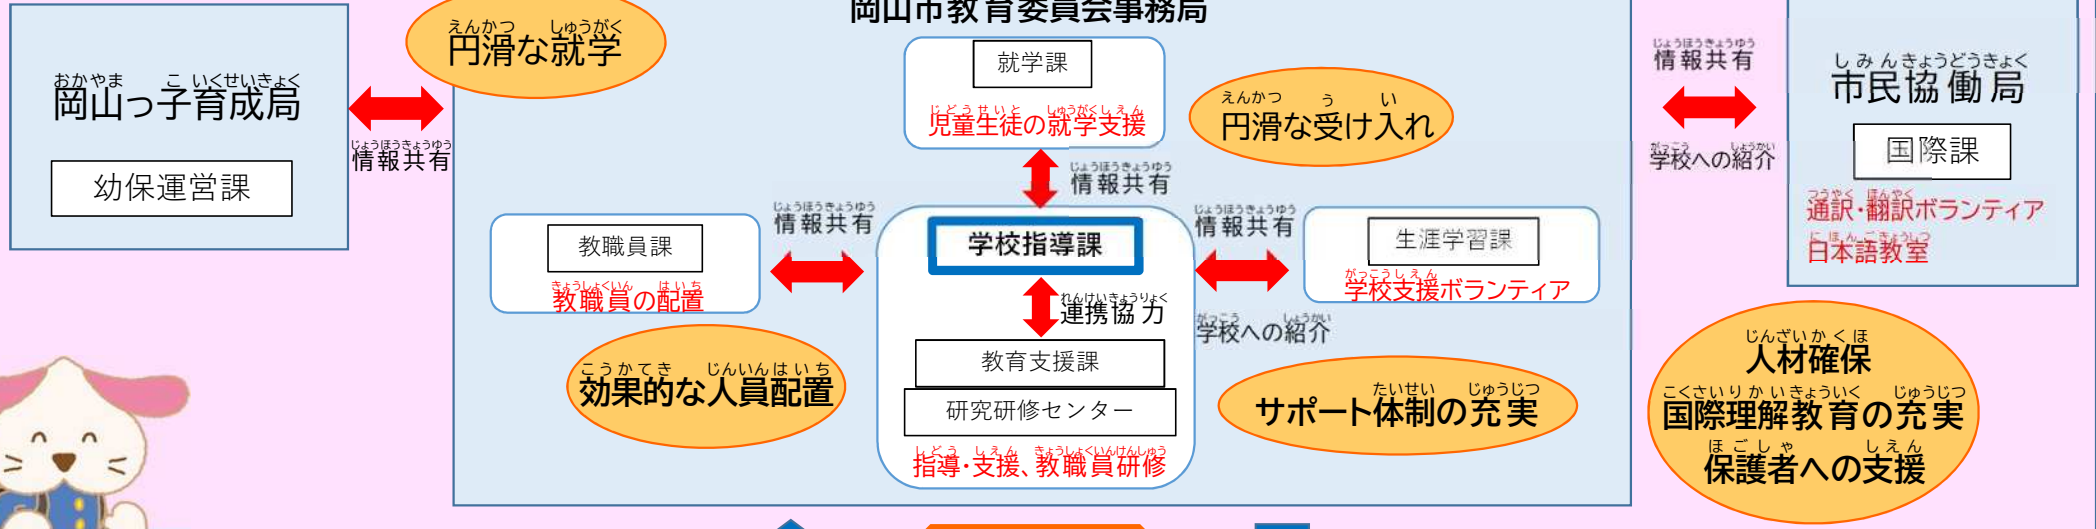 岡山市教育委員会事務局
えんかつ しゅうがく
円滑な就学
おかやま こ いくせいきょく
岡山っ子育成局
幼保運営課
じょうほうきょうゆう
情報共有
就学課
じどうせいと しゅうがくしえん
児童生徒の就学支援
えんかつ う い
円滑な受け入れ
じょうほうきょうゆう
情報共有
じょうほうきょうゆう
情報共有
教職員課
きょうしょくいん はいち
教職員の配置
こうかてき じんいんはいち
効果的な人員配置
学校指導課
れんけいきょうりょく
連携協力
教育支援課
研究研修センター
しどう しえん きょうしょくいんけんしゅう
指導・支援、教職員研修
じょうほうきょうゆう
情報共有
がっこう しょうかい
学校への紹介
生涯学習課
がっこうしえん
学校支援ボランティア
たいせい じゅうじつ
サポート体制の充実
じょうほうきょうゆう
情報共有
がっこう しょうかい
学校への紹介
しみんきょうどうきょく
市民協働局
国際課
つうやく ほんやく
通訳・翻訳ボランティア
にほんごきょうしつ
日本語教室
じんざいかくほ
人材確保
こくさいりかいきょういく じゅうじつ
国際理解教育の充実
ほごしゃ しえん
保護者への支援